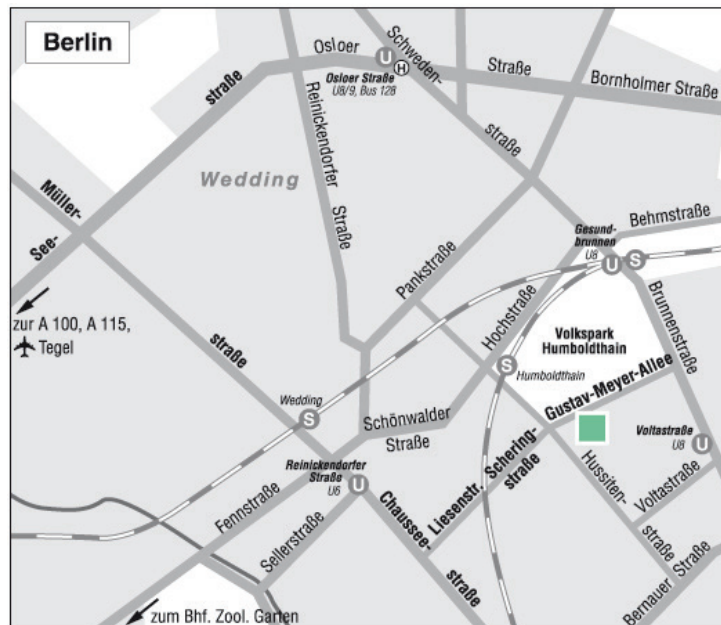 Berlin
Osloer
Schweden-
Osloer Straße
U8/9, Bus 128
Straße
Bornholmer Straße
straße
Reinickendorfer
Straße
Wedding
straße
Müller-
See-
zur A 100, A 115,
Tegel
straße
Pankstraße
Hochstraße
Gesund-
brunnen
U8
Behmstraße
Brunnenstraße
Volkspark
Humboldthain
Humboldthain
Gustav-Meyer-Allee
Wedding
Schönwalder
Straße
Reinickendorfer
Straße
U6
Fennstraße
Sellerstraße
Chaussee-
straße
Liesenstr.
Schering-
straße
Hussiten-
straße
Voltastraße
U8
Voltastraße
Bernauer Straße
zum Bhf. Zool. Garten
U
H
U
S
S
S
U
U